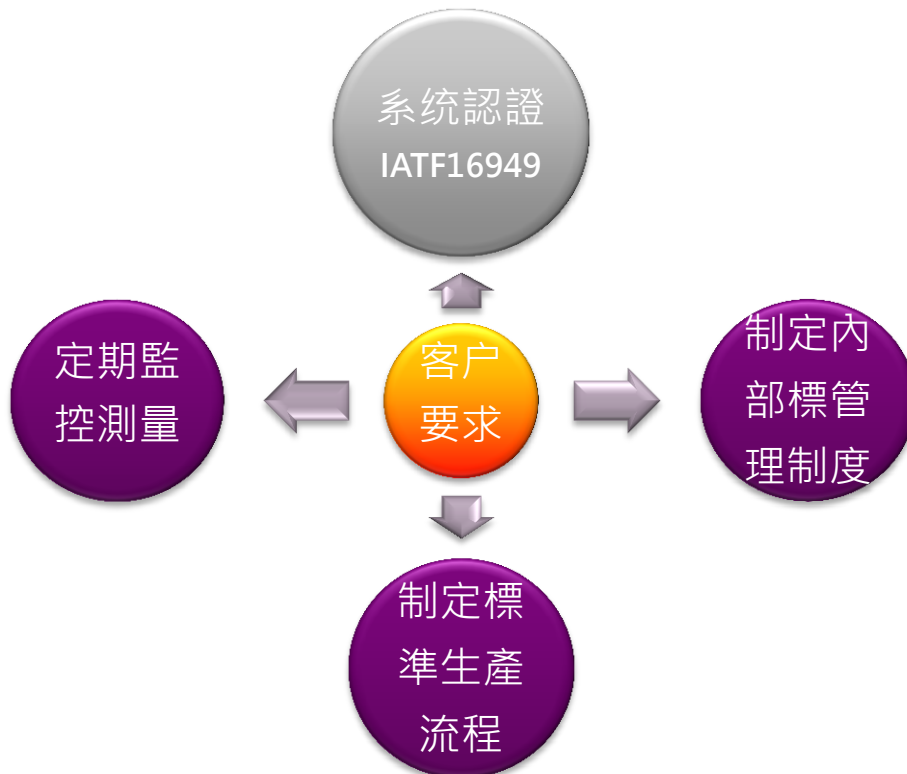 系统認證
IATF16949
定期監
控測量
客户
要求
制定內
部標管
理制度
制定標
準生產
流程